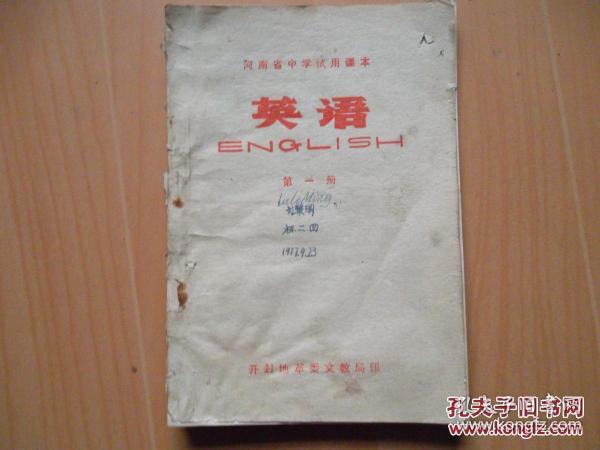 河南省中学试用课本
英语
ENGLISH
第一册
初二四
1977.9.23
开封地革委文教局印
孔夫子旧书网
www.kongfz.com